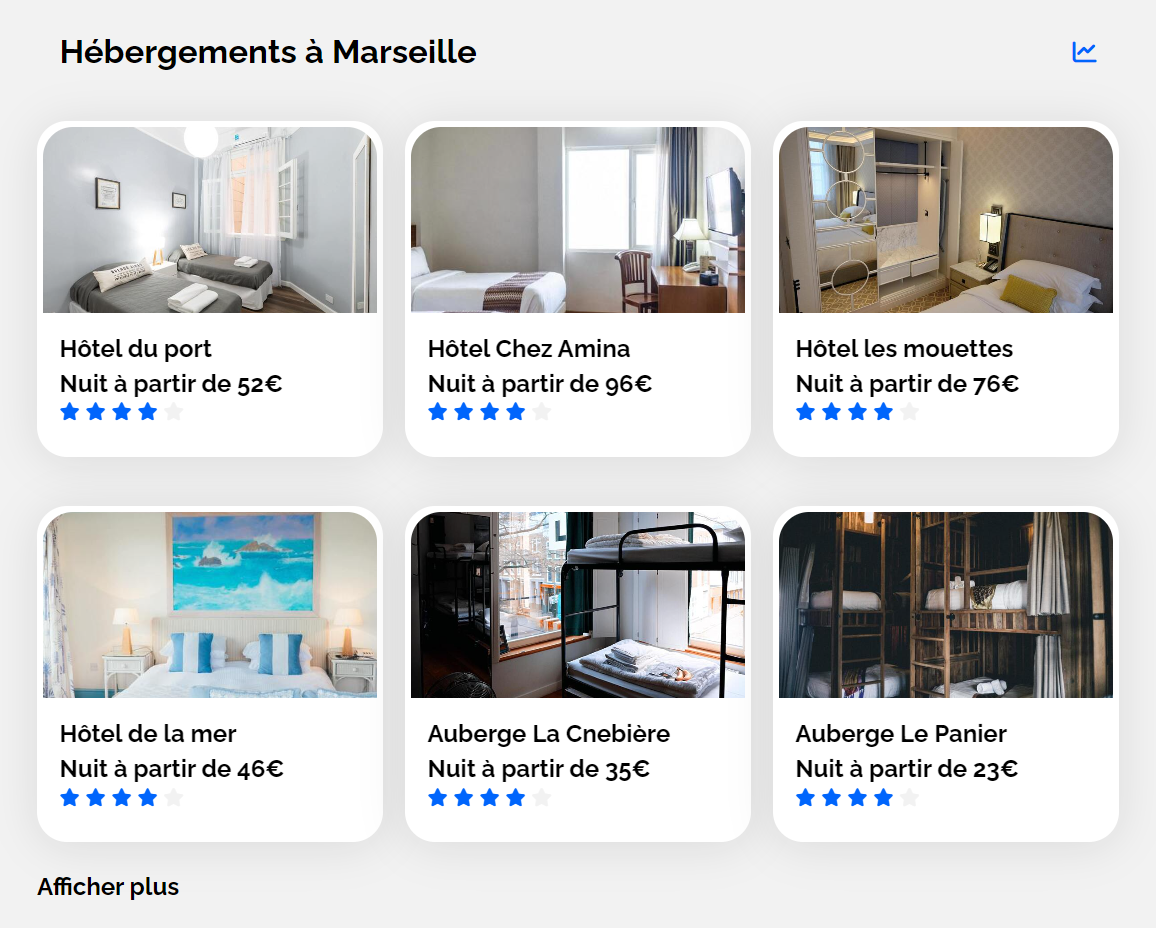 Hébergements à Marseille
Hôtel du port
Nuit à partir de 52€
Hôtel Chez Amina
Nuit à partir de 96€
Hôtel les mouettes
Nuit à partir de 76€
Hôtel de la mer
Nuit à partir de 46€
Auberge La Cnebière
Nuit à partir de 35€
Auberge Le Panier
Nuit à partir de 23€
Afficher plus